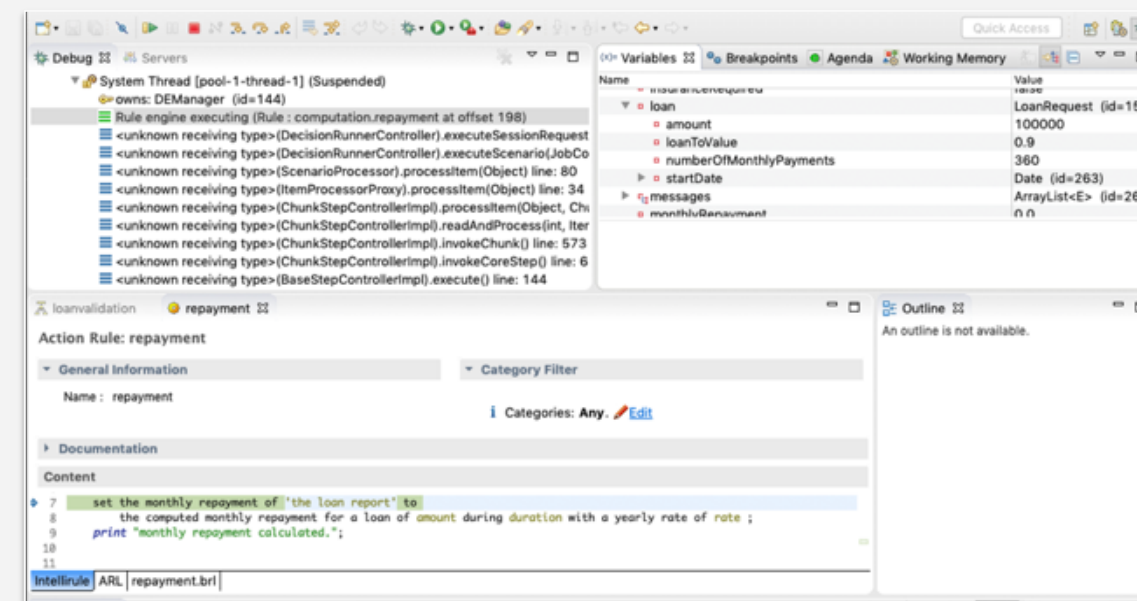 Quick Access
Debug
Servers
System Thread [pool-1-thread-1] (Suspended)
owns: DEManager (id=144)
Rule engine executing (Rule : computation.repayment at offset 198)
<unknown receiving type>(DecisionRunnerController).executeSessionRequest
<unknown receiving type>(DecisionRunnerController).executeScenario(JobCo
<unknown receiving type>(ScenarioProcessor).processItem(Object) line: 80
<unknown receiving type>(ItemProcessorProxy).processItem(Object) line: 34
<unknown receiving type>(ChunkStepControllerImpl).processItem(Object, Chu
<unknown receiving type>(ChunkStepControllerImpl).readAndProcess(int, Iter
<unknown receiving type>(ChunkStepControllerImpl).invokeChunk() line: 573
<unknown receiving type>(ChunkStepControllerImpl).invokeCoreStep() line: 6
<unknown receiving type>(BaseStepControllerImpl).execute() line: 144
(x)= Variables Breakpoints Agenda Working Memory
Name Value
insuranceRequired false
loan LoanRequest (id=15
amount 100000
loanToValue 0.9
numberOfMonthlyPayments 360
startDate Date (id=263)
messages ArrayList<E> (id=26
monthlyRepayment 0.0
loanvalidation
repayment
Action Rule: repayment
General Information
Name : repayment
Category Filter
i Categories: Any. Edit
Documentation
Content
7 set the monthly repayment of 'the loan report' to
8 the computed monthly repayment for a loan of amount during duration with a yearly rate of rate ;
9 print "monthly repayment calculated.";
10
11
Intellirule ARL repayment.brl
Outline
An outline is not available.